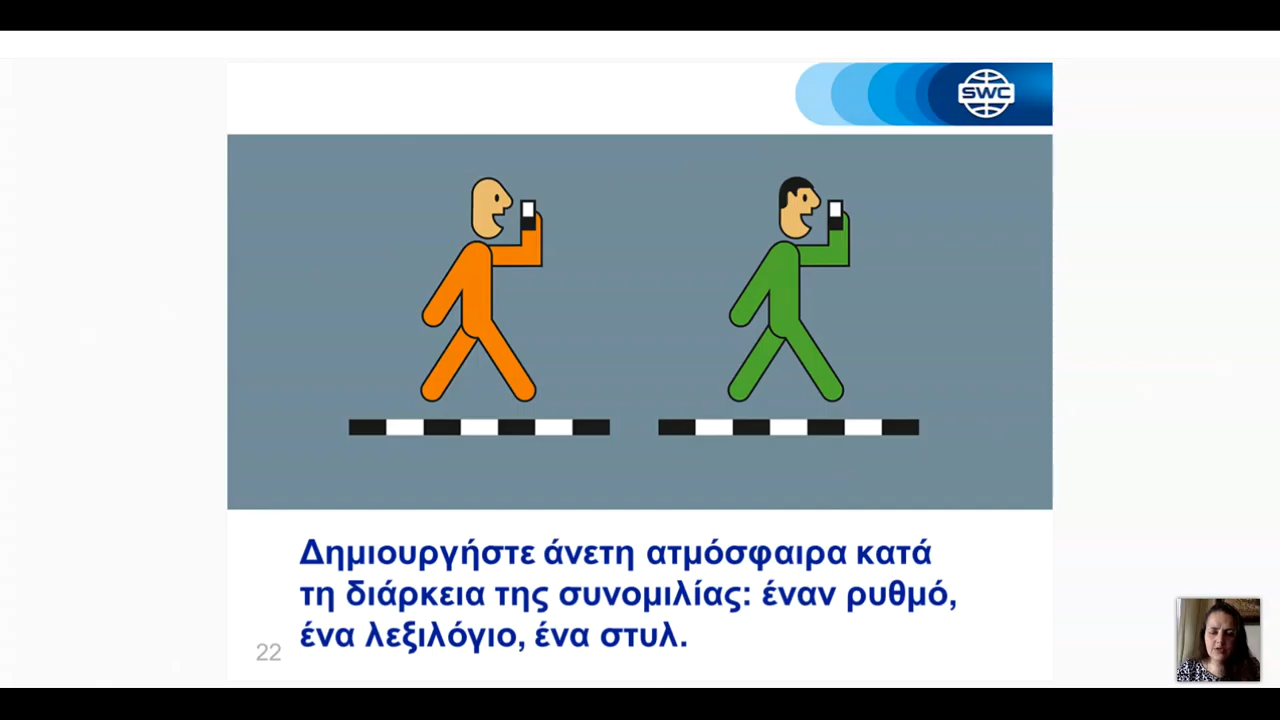 SWC
Δημιουργήστε άνετη ατμόσφαιρα κατά
τη διάρκεια της συνομιλίας: έναν ρυθμό,
ένα λεξιλόγιο, ένα στυλ.
22